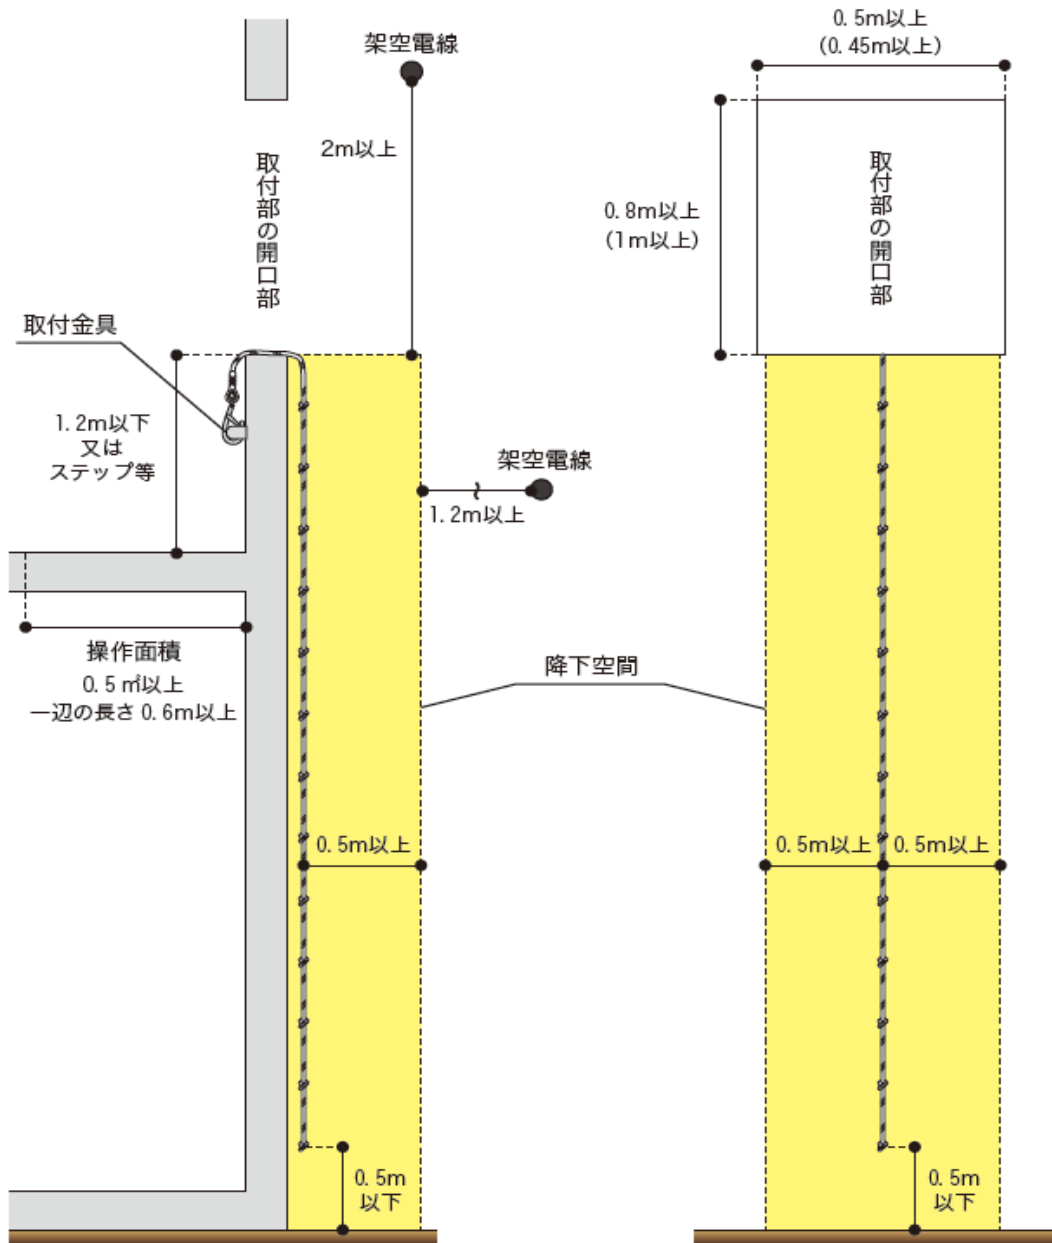 架空電線
2m以上
取付部の開口部
取付金具
1.2m以下
又は
ステップ等
架空電線
1.2m以上
操作面積
0.5㎡以上
一辺の長さ0.6m以上
0.5m以上
0.5m
以下
降下空間
0.5m以上
(0.45m以上)
0.8m以上
(1m以上)
取付部の開口部
0.5m以上
0.5m以上
0.5m
以下